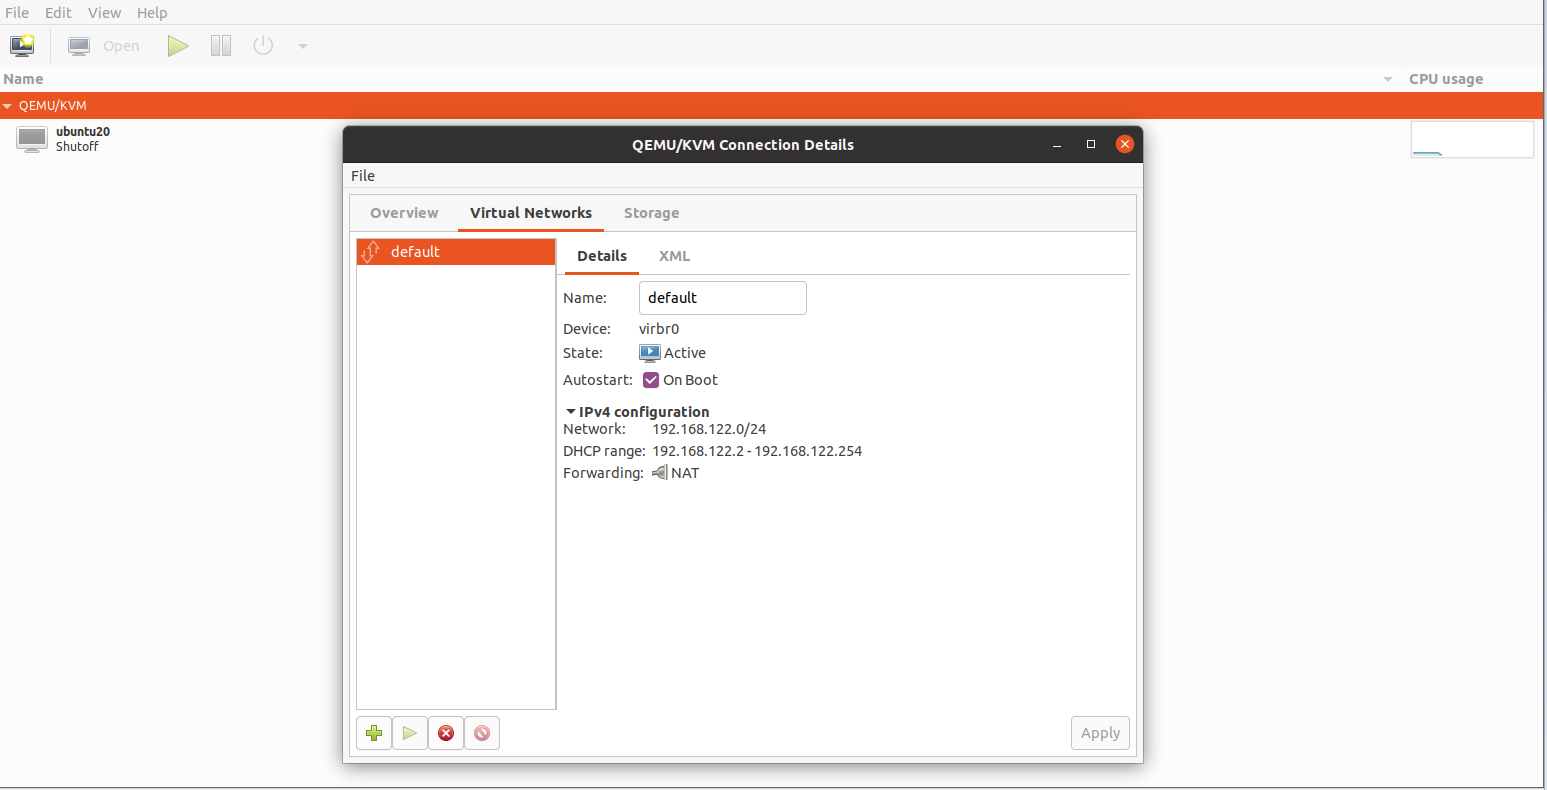 File Edit View Help
Open
Name CPU usage
QEMU/KVM
ubuntu20
Shutoff
QEMU/KVM Connection Details
File
Overview Virtual Networks Storage
default
Details XML
Name: default
Device: virbr0
State: Active
Autostart: On Boot
IPv4 configuration
Network: 192.168.122.0/24
DHCP range: 192.168.122.2 - 192.168.122.254
Forwarding: NAT
Apply